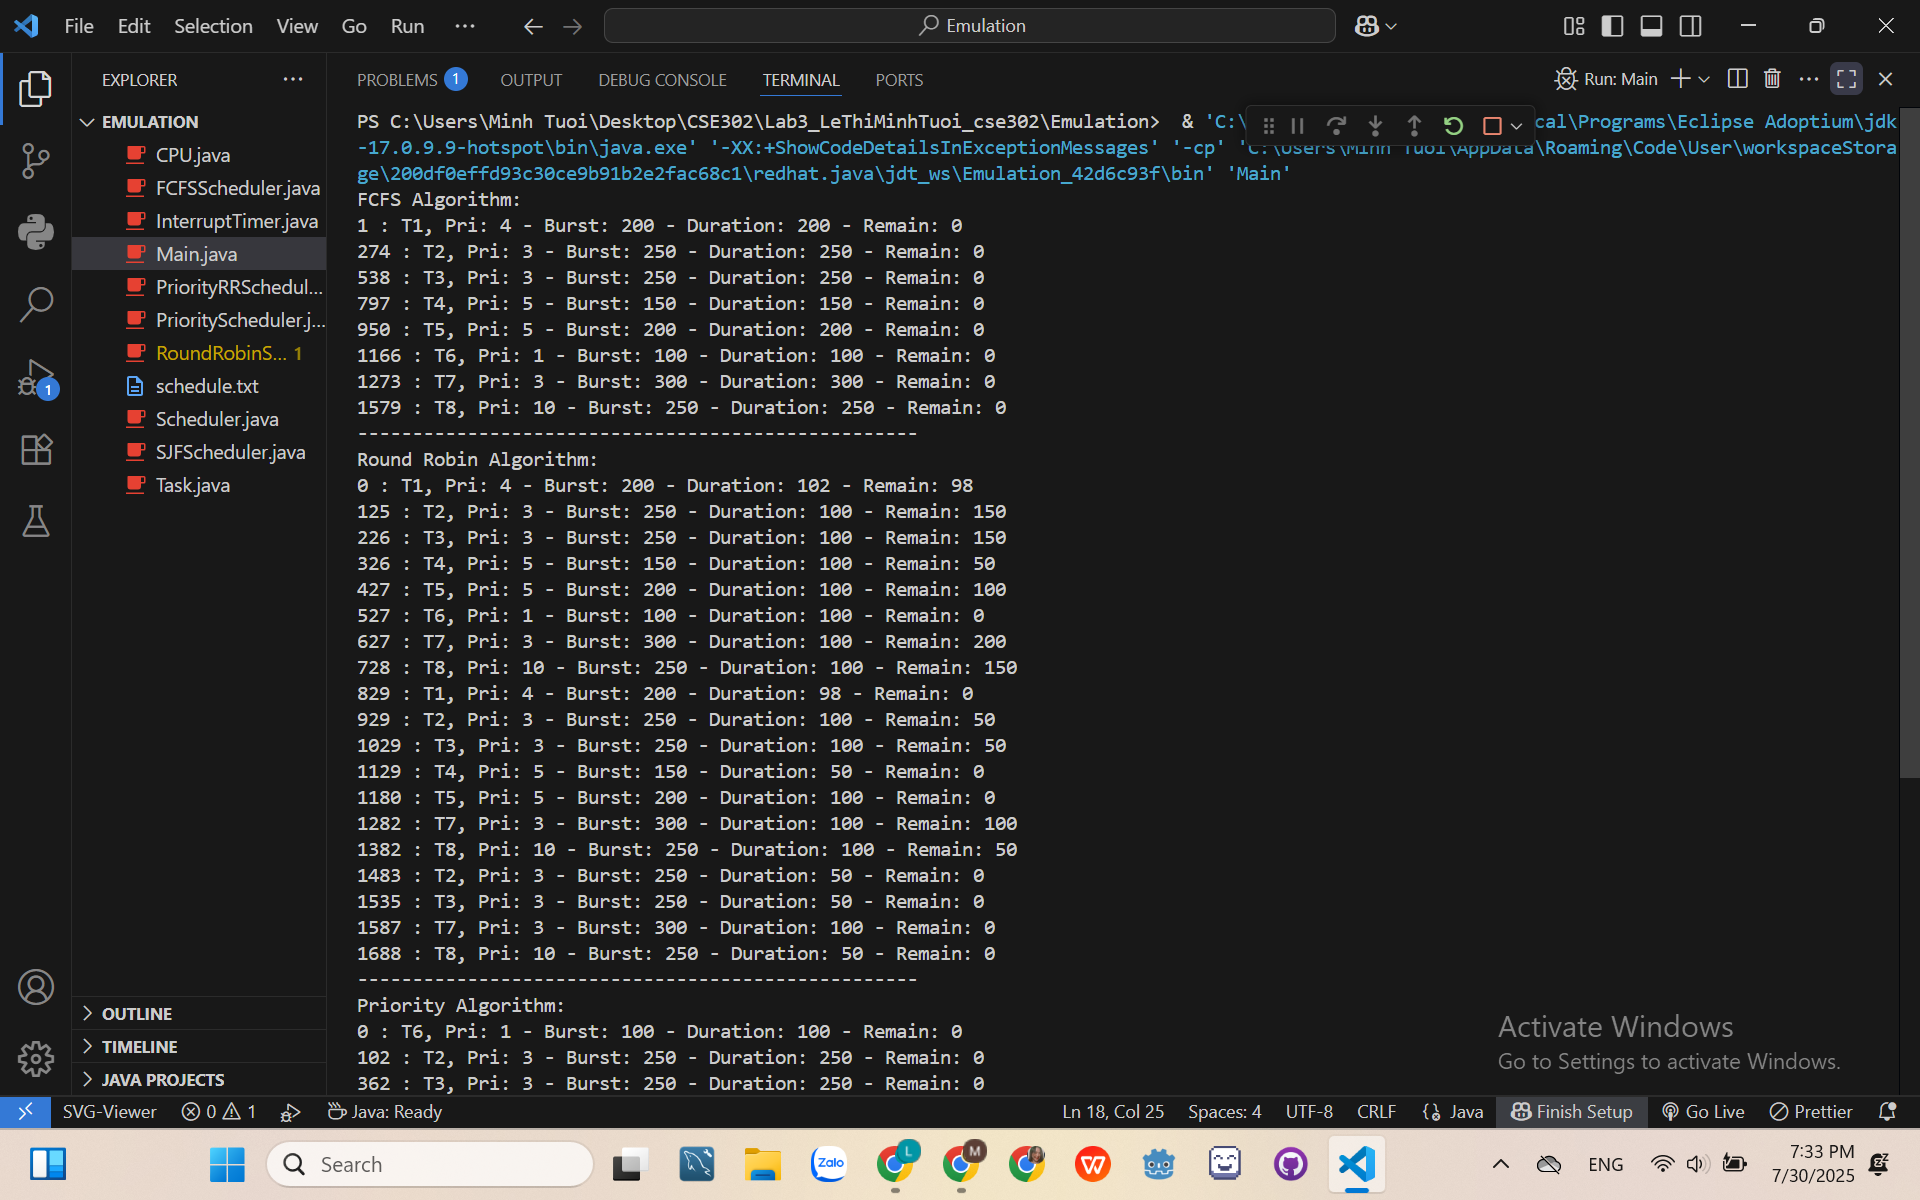 File Edit Selection View Go Run ··· Emulation
EXPLORER
EMULATION
CPU.java
FCFSScheduler.java
InterruptTimer.java
Main.java
PriorityRRSchedul...
PriorityScheduler.j...
RoundRobinS... 1
schedule.txt
Scheduler.java
SJFScheduler.java
Task.java
OUTLINE
TIMELINE
JAVA PROJECTS
1
PROBLEMS 1 OUTPUT DEBUG CONSOLE TERMINAL PORTS
Run: Main
PS C:\Users\Minh Tuoi\Desktop\CSE302\Lab3_LeThiMinhTuoi_cse302\Emulation>  & 'C:\ cal\Programs\Eclipse Adoptium\jdk
-17.0.9.9-hotspot\bin\java.exe' '-XX:+ShowCodeDetailsInExceptionMessages' '-cp' 'C:\Users\Minh Tuoi\AppData\Roaming\Code\User\workspaceStora
ge\200df0effd93c30ce9b91b2e2fac68c1\redhat.java\jdt_ws\Emulation_42d6c93f\bin' 'Main'
FCFS Algorithm:
1 : T1, Pri: 4 - Burst: 200 - Duration: 200 - Remain: 0
274 : T2, Pri: 3 - Burst: 250 - Duration: 250 - Remain: 0
538 : T3, Pri: 3 - Burst: 250 - Duration: 250 - Remain: 0
797 : T4, Pri: 5 - Burst: 150 - Duration: 150 - Remain: 0
950 : T5, Pri: 5 - Burst: 200 - Duration: 200 - Remain: 0
1166 : T6, Pri: 1 - Burst: 100 - Duration: 100 - Remain: 0
1273 : T7, Pri: 3 - Burst: 300 - Duration: 300 - Remain: 0
1579 : T8, Pri: 10 - Burst: 250 - Duration: 250 - Remain: 0
---------------------------------------------------
Round Robin Algorithm:
0 : T1, Pri: 4 - Burst: 200 - Duration: 102 - Remain: 98
125 : T2, Pri: 3 - Burst: 250 - Duration: 100 - Remain: 150
226 : T3, Pri: 3 - Burst: 250 - Duration: 100 - Remain: 150
326 : T4, Pri: 5 - Burst: 150 - Duration: 100 - Remain: 50
427 : T5, Pri: 5 - Burst: 200 - Duration: 100 - Remain: 100
527 : T6, Pri: 1 - Burst: 100 - Duration: 100 - Remain: 0
627 : T7, Pri: 3 - Burst: 300 - Duration: 100 - Remain: 200
728 : T8, Pri: 10 - Burst: 250 - Duration: 100 - Remain: 150
829 : T1, Pri: 4 - Burst: 200 - Duration: 98 - Remain: 0
929 : T2, Pri: 3 - Burst: 250 - Duration: 100 - Remain: 50
1029 : T3, Pri: 3 - Burst: 250 - Duration: 100 - Remain: 50
1129 : T4, Pri: 5 - Burst: 150 - Duration: 50 - Remain: 0
1180 : T5, Pri: 5 - Burst: 200 - Duration: 100 - Remain: 0
1282 : T7, Pri: 3 - Burst: 300 - Duration: 100 - Remain: 100
1382 : T8, Pri: 10 - Burst: 250 - Duration: 100 - Remain: 50
1483 : T2, Pri: 3 - Burst: 250 - Duration: 50 - Remain: 0
1535 : T3, Pri: 3 - Burst: 250 - Duration: 50 - Remain: 0
1587 : T7, Pri: 3 - Burst: 300 - Duration: 100 - Remain: 0
1688 : T8, Pri: 10 - Burst: 250 - Duration: 50 - Remain: 0
---------------------------------------------------
Priority Algorithm:
0 : T6, Pri: 1 - Burst: 100 - Duration: 100 - Remain: 0
102 : T2, Pri: 3 - Burst: 250 - Duration: 250 - Remain: 0
362 : T3, Pri: 3 - Burst: 250 - Duration: 250 - Remain: 0
Activate Windows
Go to Settings to activate Windows.
SVG-Viewer 0 1 Java: Ready Ln 18, Col 25 Spaces: 4 UTF-8 CRLF Java Finish Setup Go Live Prettier
Search Zalo L M ENG 7:33 PM
7/30/2025